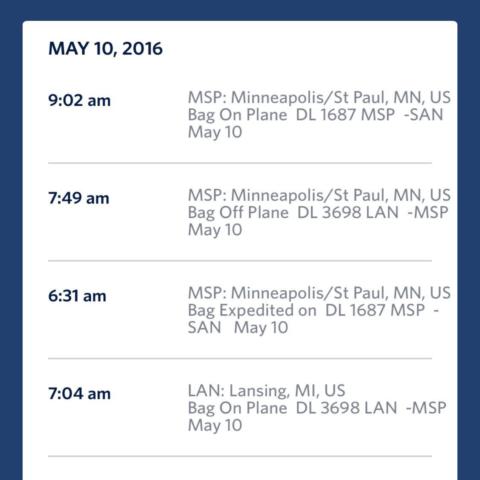 MAY 10, 2016
9:02 am
MSP: Minneapolis/St Paul, MN, US
Bag On Plane DL 1687 MSP -SAN
May 10
7:49 am
MSP: Minneapolis/St Paul, MN, US
Bag Off Plane DL 3698 LAN -MSP
May 10
6:31 am
MSP: Minneapolis/St Paul, MN, US
Bag Expedited on DL 1687 MSP -
SAN May 10
7:04 am
LAN: Lansing, MI, US
Bag On Plane DL 3698 LAN -MSP
May 10